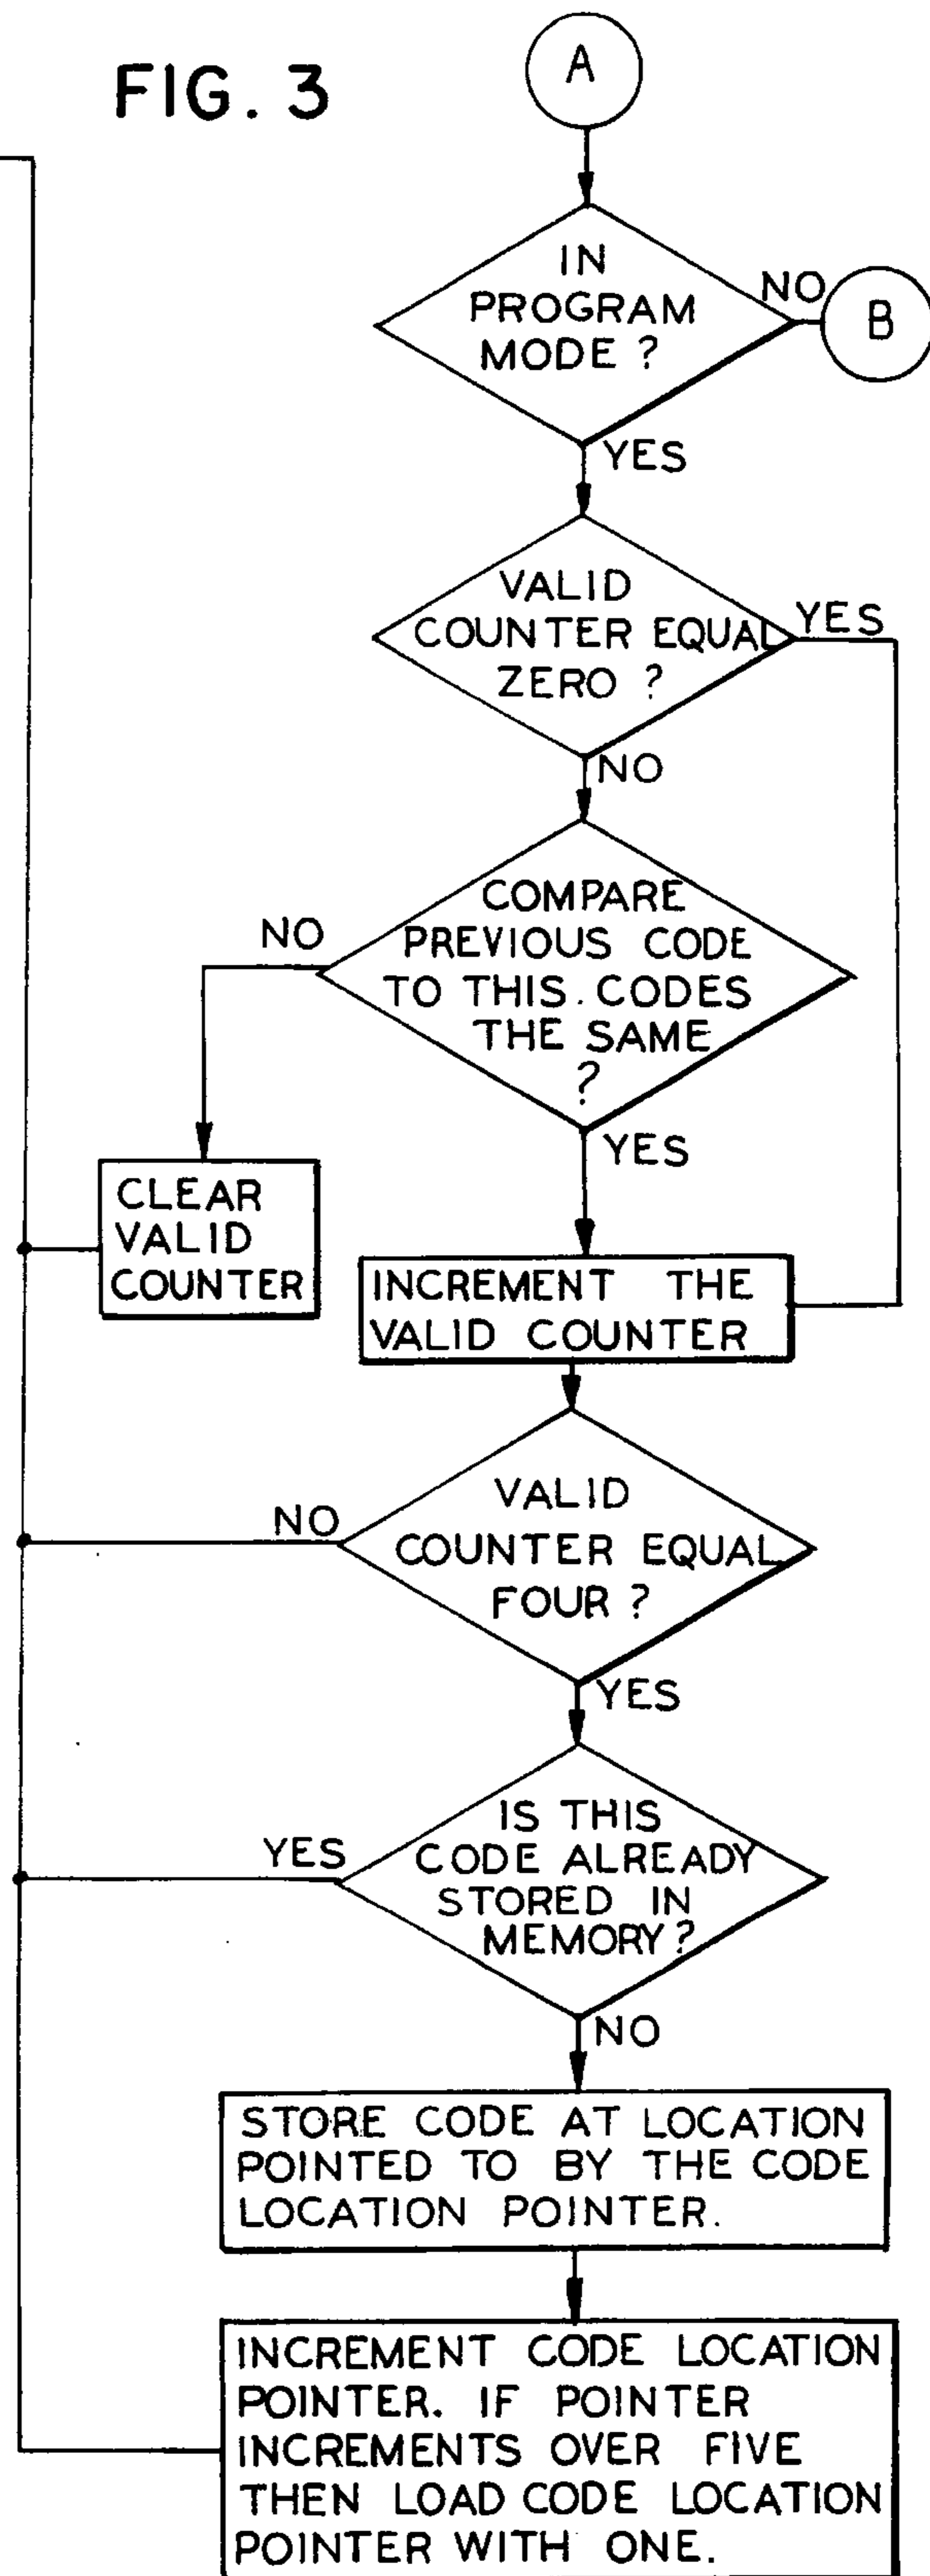 FIG. 3
A
IN
PROGRAM
MODE ?
NO
B
YES
VALID
COUNTER EQUAL
ZERO ?
YES
NO
COMPARE
PREVIOUS CODE
TO THIS. CODES
THE SAME
?
NO
YES
CLEAR
VALID
COUNTER
INCREMENT THE
VALID COUNTER
VALID
COUNTER EQUAL
FOUR ?
NO
YES
IS THIS
CODE ALREADY
STORED IN
MEMORY?
YES
NO
STORE CODE AT LOCATION
POINTED TO BY THE CODE
LOCATION POINTER.
INCREMENT CODE LOCATION
POINTER. IF POINTER
INCREMENTS OVER FIVE
THEN LOAD CODE LOCATION
POINTER WITH ONE.